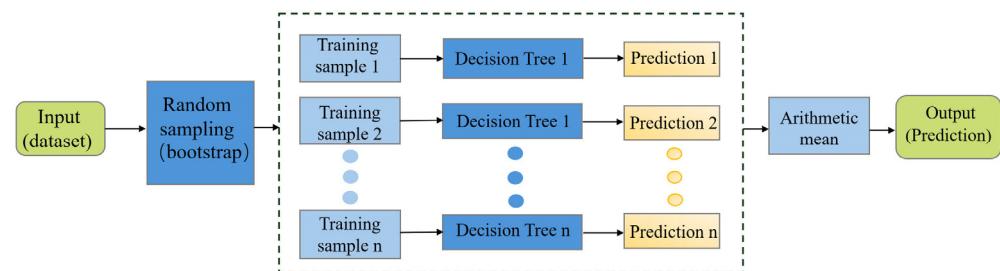 Input
(dataset)
Random
sampling
(bootstrap)
Training
sample 1
Decision Tree 1
Prediction 1
Training
sample 2
Decision Tree 1
Prediction 2
Training
sample n
Decision Tree n
Prediction n
Arithmetic
mean
Output
(Prediction)